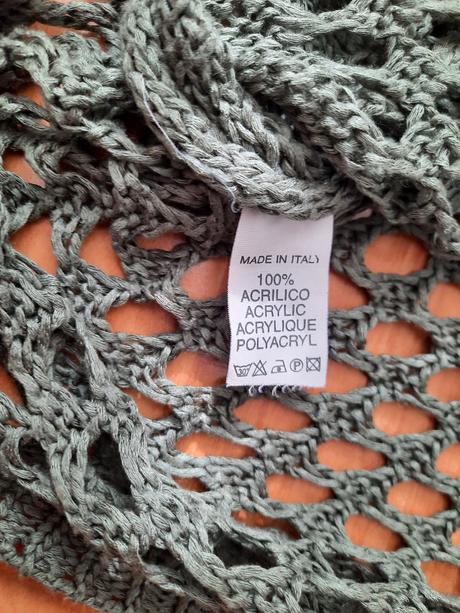 MADE IN ITALY
100%
ACRILICO
ACRYLIC
ACRYLIQUE
POLYACRYL